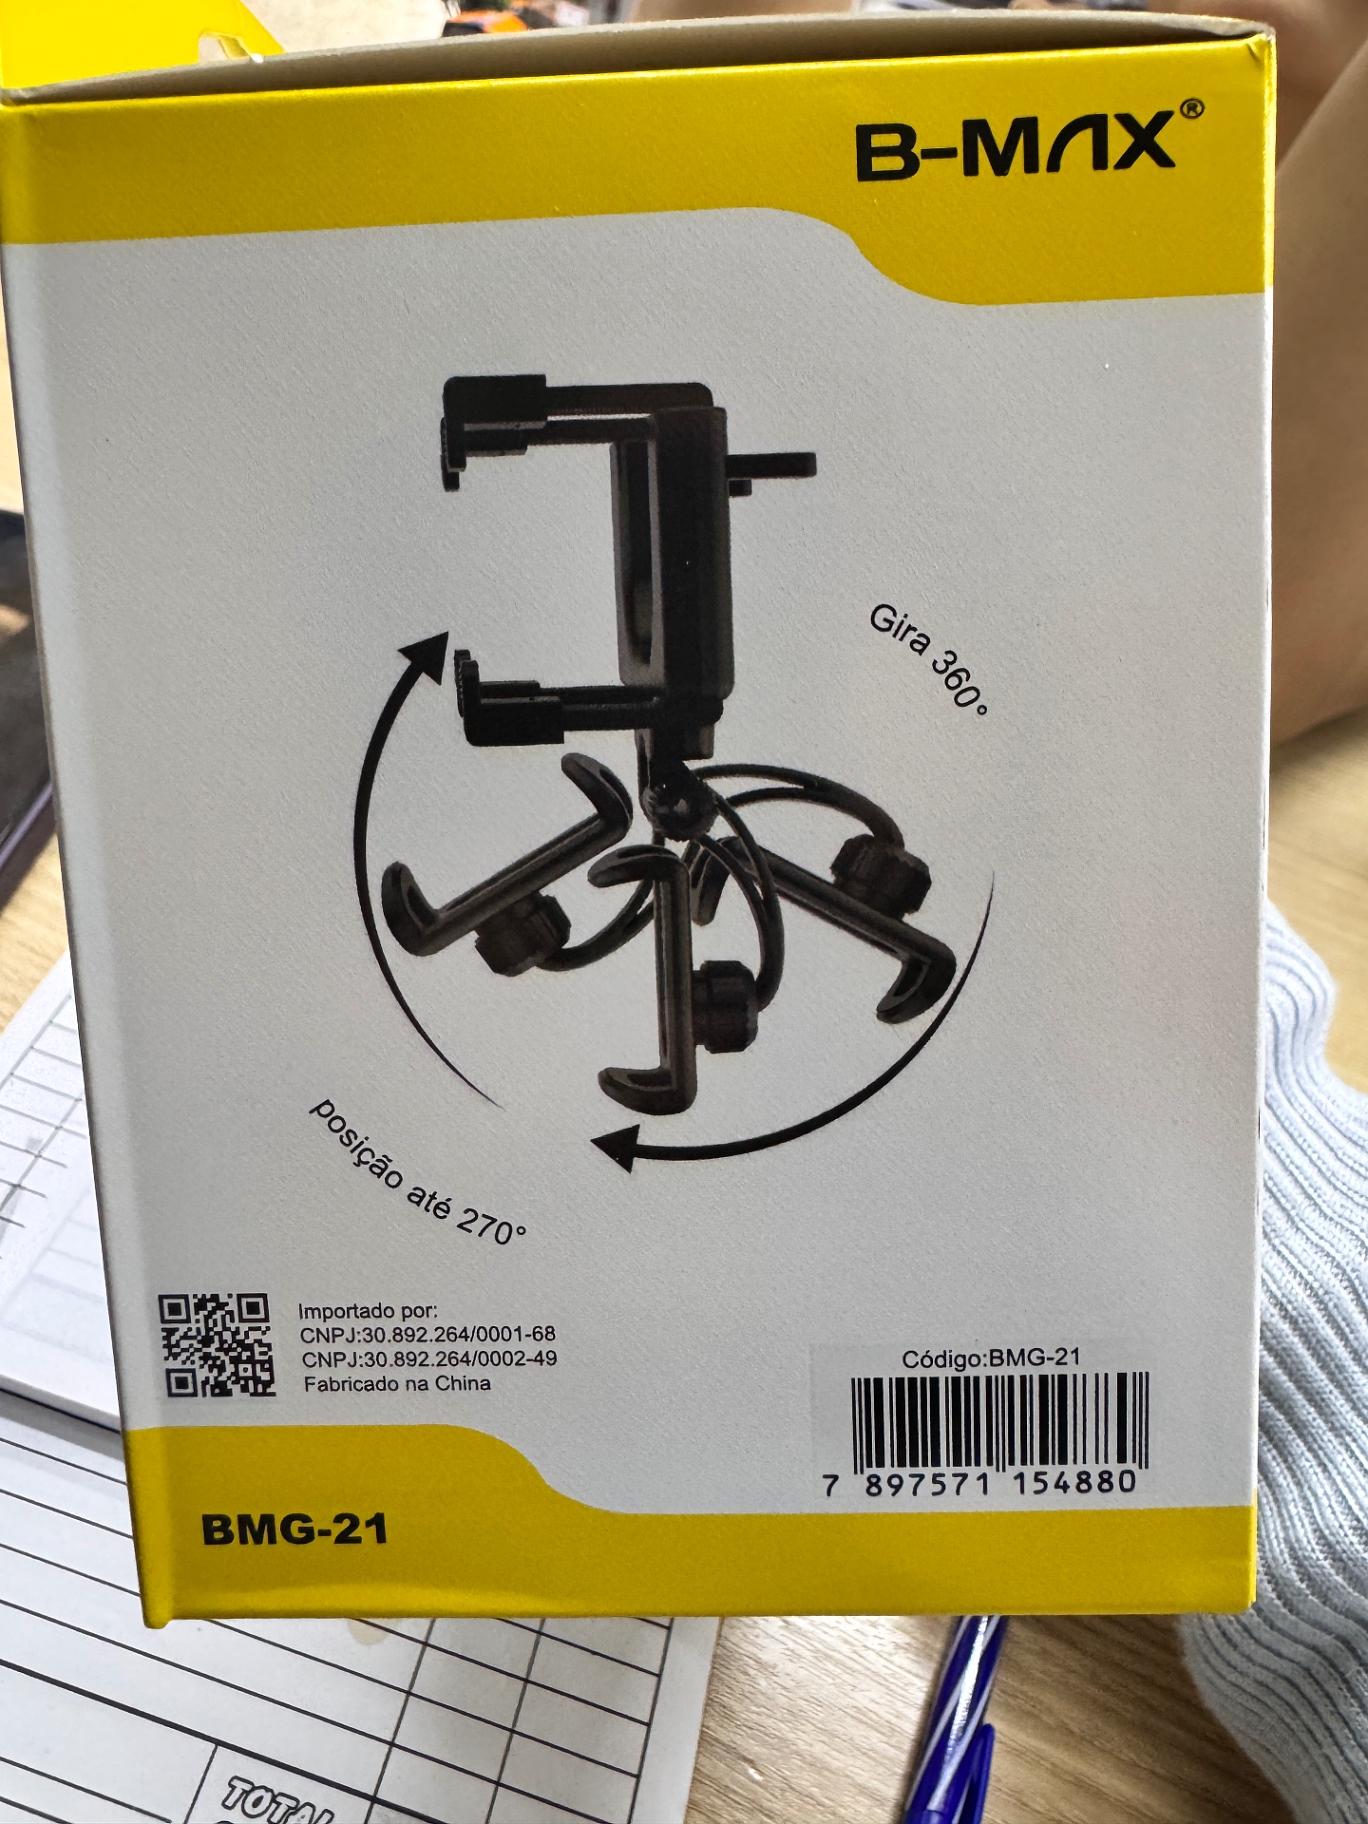 B-MAX®
Gira 360°
posição até 270°
Importado por:
CNPJ:30.892.264/0001-68
CNPJ:30.892.264/0002-49
Fabricado na China
Código:BMG-21
7 897571 154880
BMG-21
TOTAL